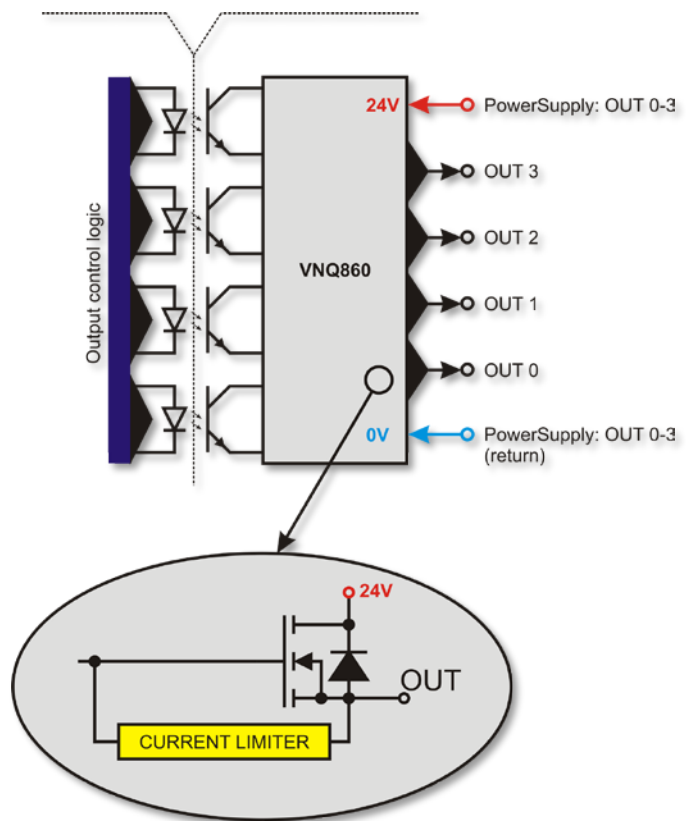 Output control logic
VNQ860
24V
PowerSupply: OUT 0-3
OUT 3
OUT 2
OUT 1
OUT 0
0V
PowerSupply: OUT 0-3
(return)
24V
OUT
CURRENT LIMITER